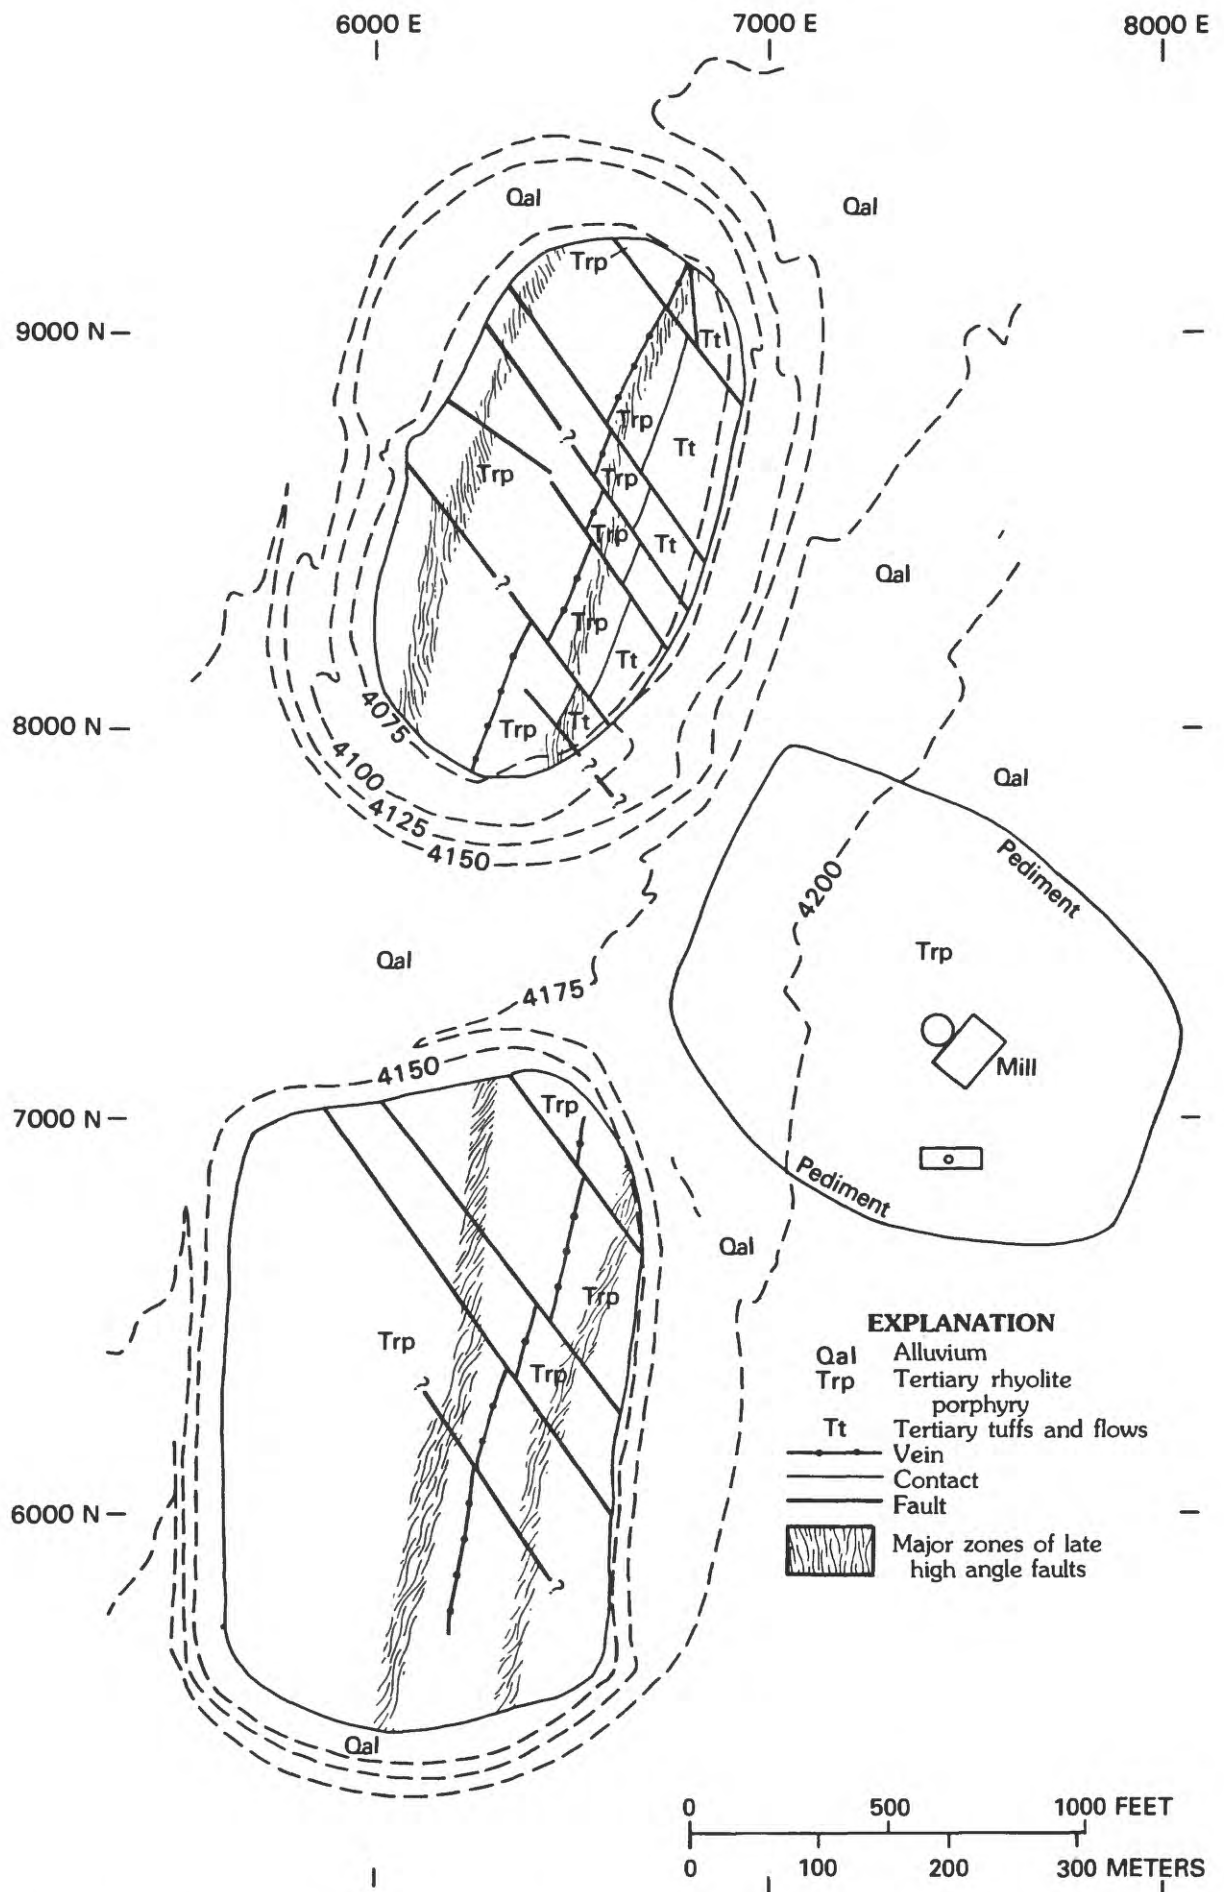 6000 E
7000 E
8000 E
Qal
Qal
Trp
9000 N
Tt
Trp
Tt
?
Trp
Trp
Trp
Tt
Qal
?
Trp
Tt
4075
8000 N
Trp
Tt
4100
?
Qal
?
4125
4150
Pediment
4200
Trp
Qal
4175
Mill
4150
Trp
7000 N
Pediment
Qal
Trp
Trp
Trp
?
6000 N
?
Qal
EXPLANATION
Qal Alluvium
Trp Tertiary rhyolite
porphyry
Tt Tertiary tuffs and flows
Vein
Contact
Fault
Major zones of late
high angle faults
0 500 1000 FEET
0 100 200 300 METERS